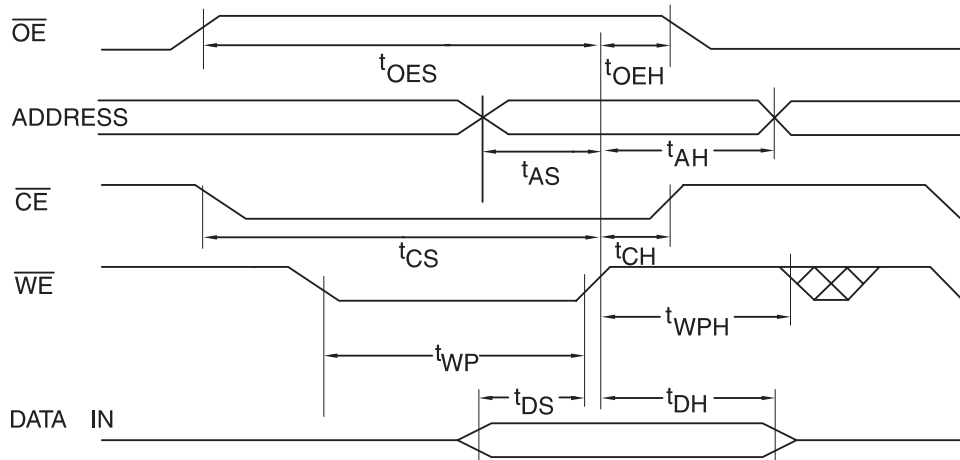 OE
tOES
tOEH
ADDRESS
tAS
tAH
CE
tCS
tCH
WE
tWPH
tWP
tDS
tDH
DATA IN